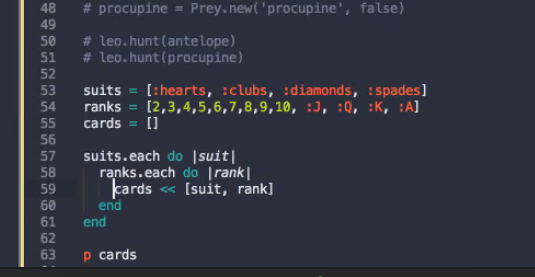 48 # procupine = Prey.new('procupine', false)
49
50 # leo.hunt(antelope)
51 # leo.hunt(procupine)
52
53 suits = [:hearts, :clubs, :diamonds, :spades]
54 ranks = [2,3,4,5,6,7,8,9,10, :J, :Q, :K, :A]
55 cards = []
56
57 suits.each do |suit|
58 ranks.each do |rank|
59 cards << [suit, rank]
60 end
61 end
62
63 p cards